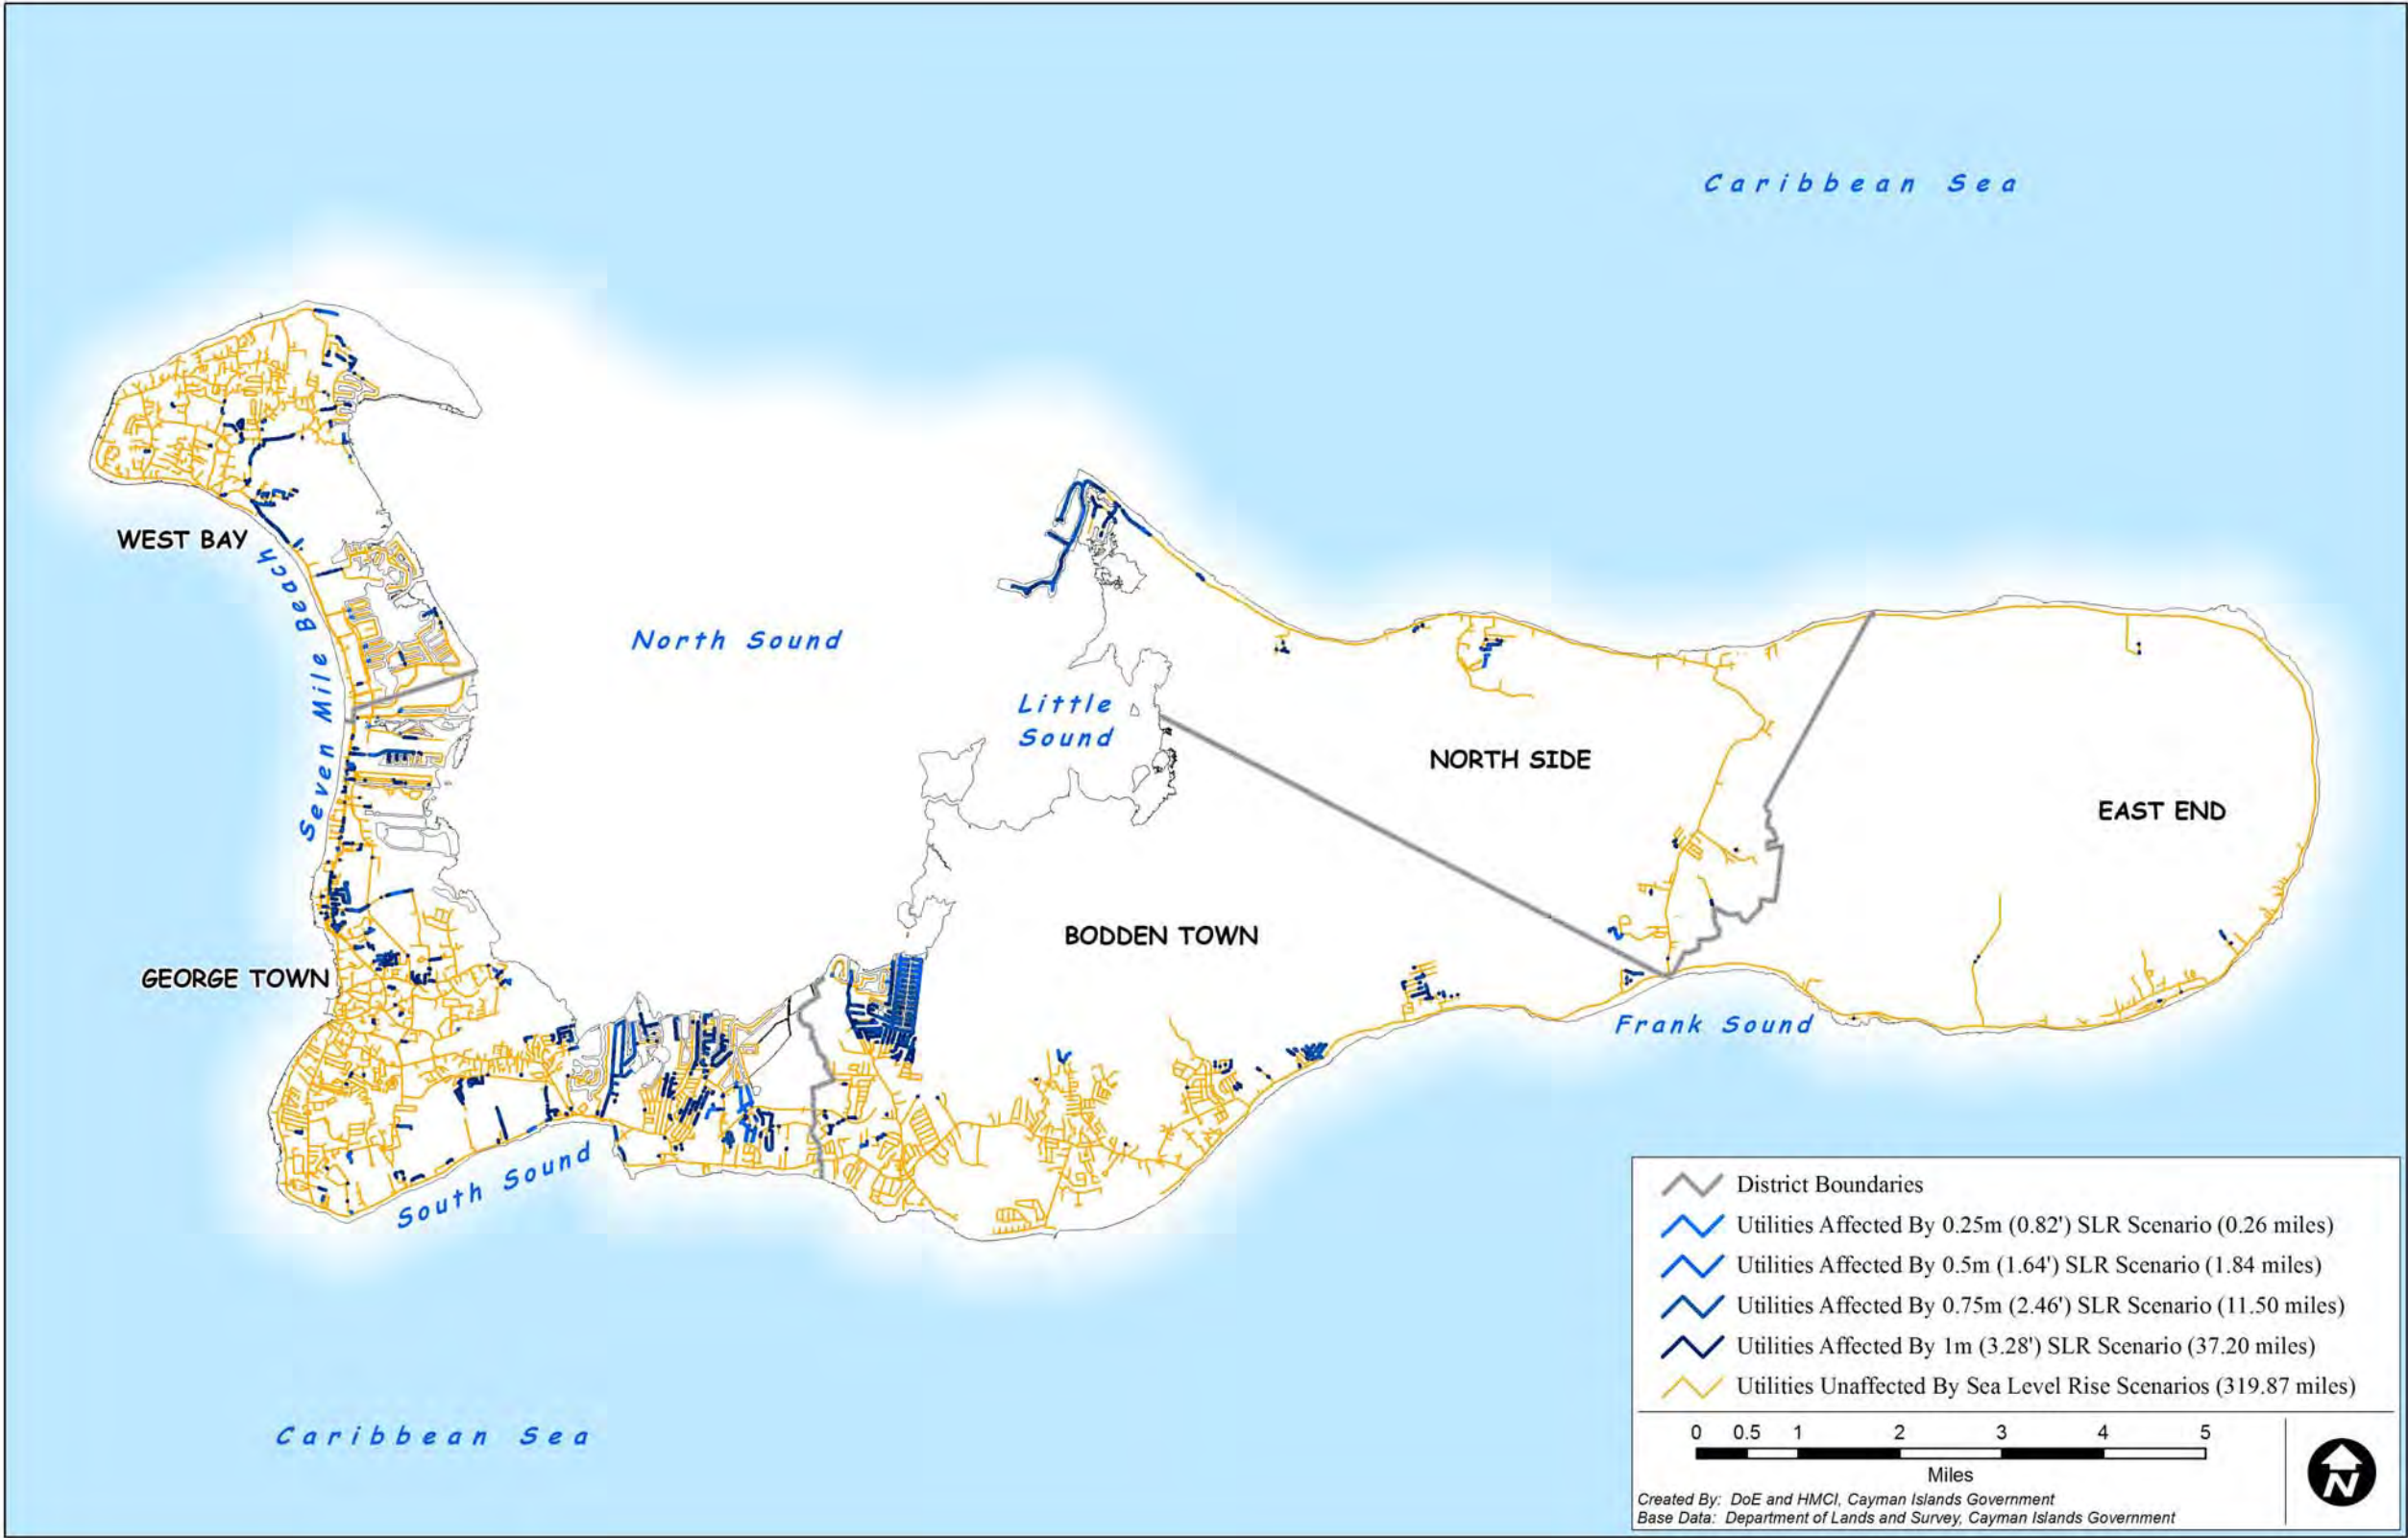 Caribbean Sea
WEST BAY
Seven Mile Beach
North Sound
Little
Sound
NORTH SIDE
EAST END
BODDEN TOWN
GEORGE TOWN
Frank Sound
South Sound
Caribbean Sea
District Boundaries
Utilities Affected By 0.25m (0.82') SLR Scenario (0.26 miles)
Utilities Affected By 0.5m (1.64') SLR Scenario (1.84 miles)
Utilities Affected By 0.75m (2.46') SLR Scenario (11.50 miles)
Utilities Affected By 1m (3.28') SLR Scenario (37.20 miles)
Utilities Unaffected By Sea Level Rise Scenarios (319.87 miles)
0 0.5 1 2 3 4 5
Miles
N
Created By: DoE and HMCI, Cayman Islands Government
Base Data: Department of Lands and Survey, Cayman Islands Government